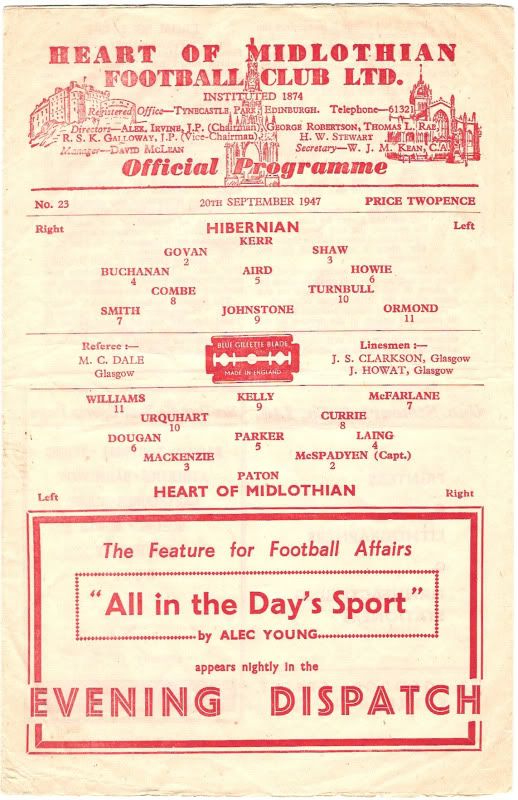 HEART OF MIDLOTHIAN
FOOTBALL CLUB LTD.
INSTITUTED 1874
Registered Office—Tynecastle Park, Edinburgh. Telephone—61321
Directors—Alex. Irvine, J.P. (Chairman), George Robertson, Thomas L. Rae,
R. S. K. Galloway, J.P. (Vice-Chairman), H. W. Stewart
Manager—David McLean Secretary—W. J. M. Kean, C.A.
Official Programme
No. 23 20TH SEPTEMBER 1947 PRICE TWOPENCE
Right HIBERNIAN Left
KERR
GOVAN SHAW
2 3
BUCHANAN AIRD HOWIE
4 5 6
COMBE TURNBULL
8 10
SMITH JOHNSTONE ORMOND
7 9 11
Referee :— BLUE GILLETTE BLADE Linesmen :—
M. C. DALE J. S. CLARKSON, Glasgow
Glasgow MADE IN ENGLAND J. HOWAT, Glasgow
WILLIAMS KELLY McFARLANE
11 9 7
URQUHART CURRIE
10 8
DOUGAN PARKER LAING
6 5 4
MACKENZIE McSPADYEN (Capt.)
3 2
PATON
Left HEART OF MIDLOTHIAN Right
The Feature for Football Affairs
"All in the Day's Sport"
by ALEC YOUNG
appears nightly in the
EVENING DISPATCH